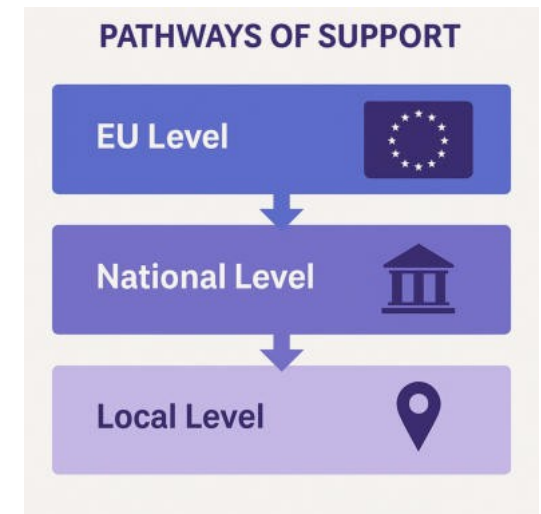 PATHWAYS OF SUPPORT
EU Level
National Level
Local Level